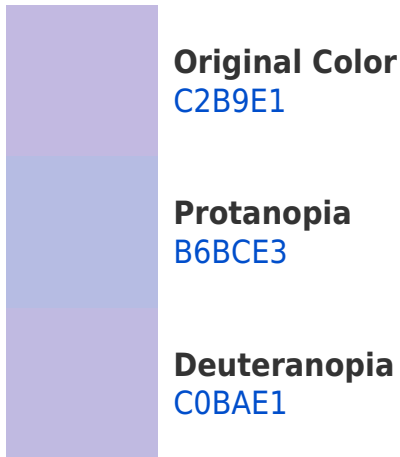 Original Color
C2B9E1
Protanopia
B6BCE3
Deuteranopia
C0BAE1